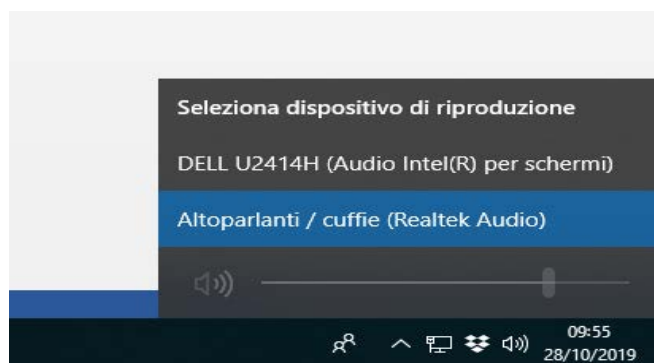 Seleziona dispositivo di riproduzione
DELL U2414H (Audio Intel(R) per schermi)
Altoparlanti / cuffie (Realtek Audio)
09:55
28/10/2019